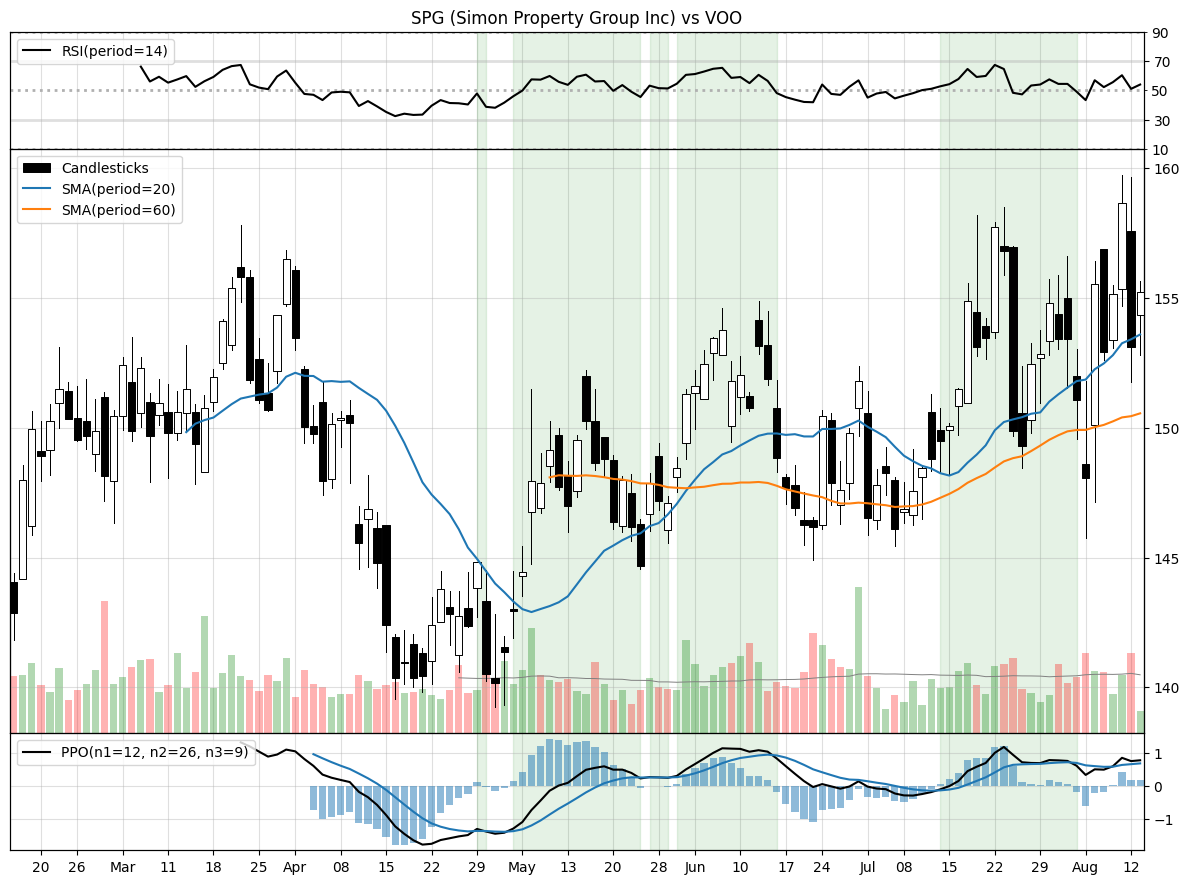 SPG (Simon Property Group Inc) vs VOO
RSI(period=14)
90
70
50
30
10
Candlesticks
SMA(period=20)
SMA(period=60)
160
155
150
145
140
PPO(n1=12, n2=26, n3=9)
1
0
−1
20 26 Mar 11 18 25 Apr 08 15 22 29 May 13 20 28 Jun 10 17 24 Jul 08 15 22 29 Aug 12